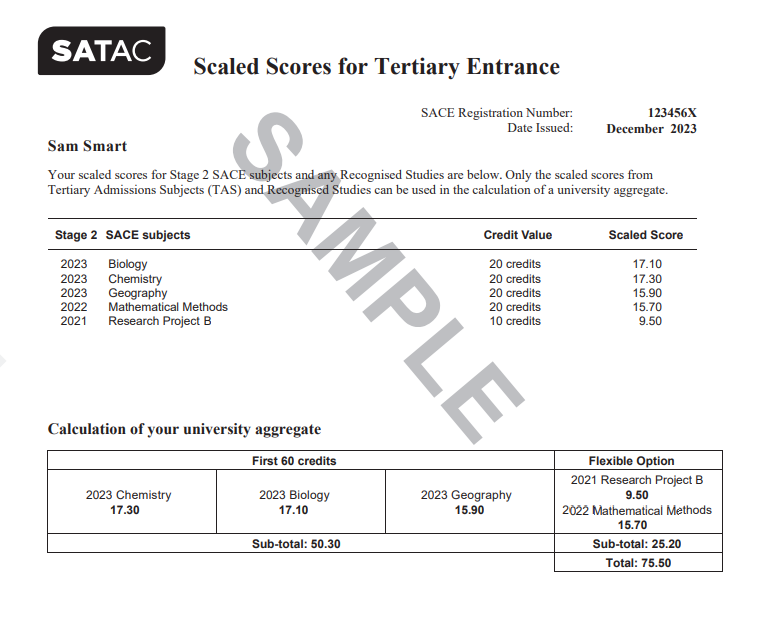 SATAC
Scaled Scores for Tertiary Entrance
SACE Registration Number: 123456X
Date Issued: December 2023
Sam Smart
Your scaled scores for Stage 2 SACE subjects and any Recognised Studies are below. Only the scaled scores from
Tertiary Admissions Subjects (TAS) and Recognised Studies can be used in the calculation of a university aggregate.
Stage 2 SACE subjects Credit Value Scaled Score
2023 Biology 20 credits 17.10
2023 Chemistry 20 credits 17.30
2023 Geography 20 credits 15.90
2022 Mathematical Methods 20 credits 15.70
2021 Research Project B 10 credits 9.50
SAMPLE
Calculation of your university aggregate
First 60 credits Flexible Option
2023 Chemistry
17.30
2023 Biology
17.10
2023 Geography
15.90
2021 Research Project B
9.50
2022 Mathematical Methods
15.70
Sub-total: 50.30 Sub-total: 25.20
Total: 75.50